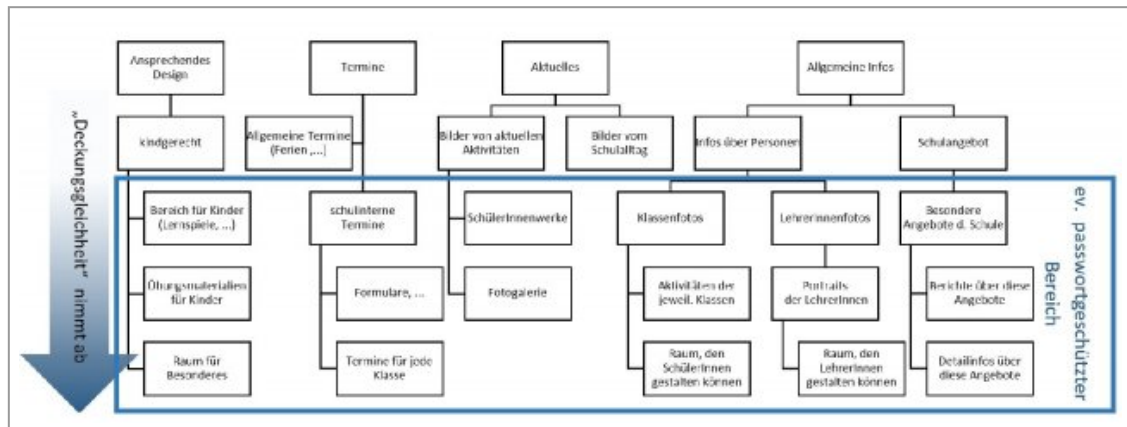 Ansprechendes
Design
Termine
Aktuelles
Allgemeine Infos
kindgerecht
Allgemeine Termine
(Ferien ,...)
Bilder von aktuellen
Aktivitäten
Bilder vom
Schulalltag
Infos über Personen
Schulangebot
Bereich für Kinder
(Lernspiele, ...)
schulinterne
Termine
SchülerInnenwerke
Klassenfotos
LehrerInnenfotos
Besondere
Angebote d. Schule
Übungsmaterialien
für Kinder
Formulare, ...
Fotogalerie
Aktivitäten der
jeweil. Klassen
Portraits
der LehrerInnen
Berichte über diese
Angebote
Raum für
Besonderes
Termine für jede
Klasse
Raum, den
SchülerInnen
gestalten können
Raum, den
LehrerInnen
gestalten können
Detailinfos über
diese Angebote
„Deckungsgleichheit“ nimmt ab
ev. passwortgeschützter
Bereich